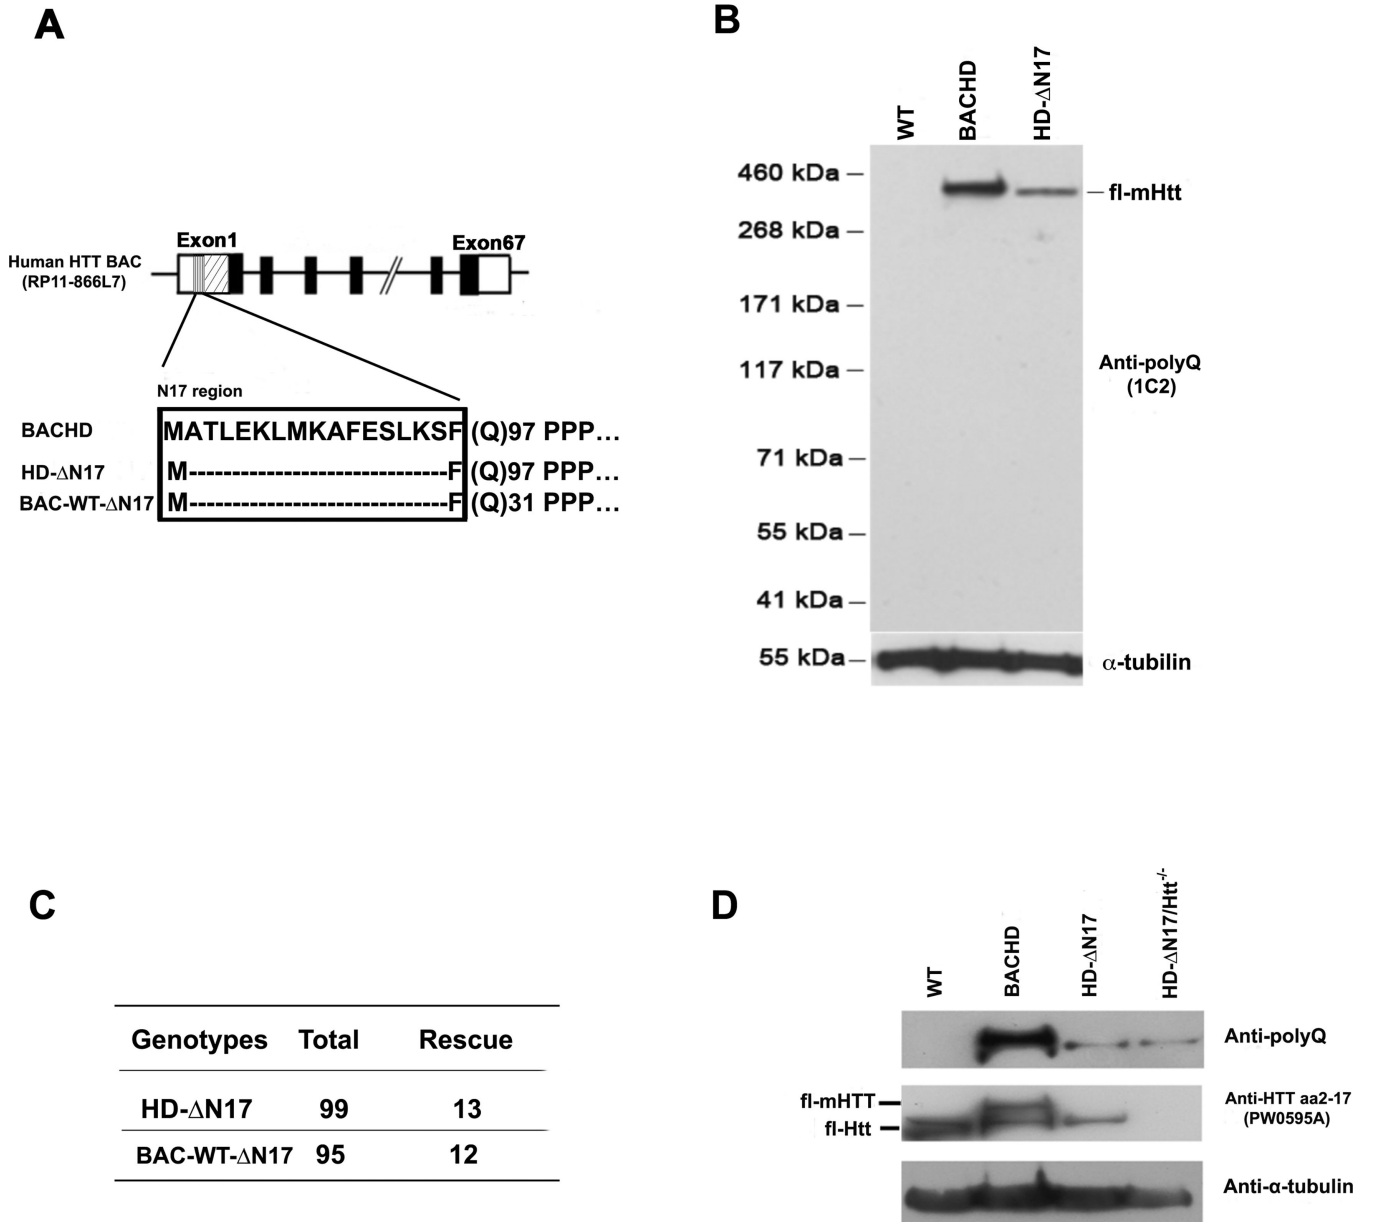 A
Exon1
Exon67
Human HTT BAC
(RP11-866L7)
N17 region
BACHD MATLEKLMKAFESLKSF (Q)97 PPP...
HD-ΔN17 M----------------------------F (Q)97 PPP...
BAC-WT-ΔN17 M----------------------------F (Q)31 PPP...
B
WT
BACHD
HD-ΔN17
460 kDa
fl-mHtt
268 kDa
171 kDa
117 kDa
Anti-polyQ
(1C2)
71 kDa
55 kDa
41 kDa
55 kDa
α-tubilin
C
Genotypes Total Rescue
HD-ΔN17 99 13
BAC-WT-ΔN17 95 12
D
WT
BACHD
HD-ΔN17
HD-ΔN17/Htt-/-
Anti-polyQ
fl-mHTT
fl-Htt
Anti-HTT aa2-17
(PW0595A)
Anti-α-tubulin